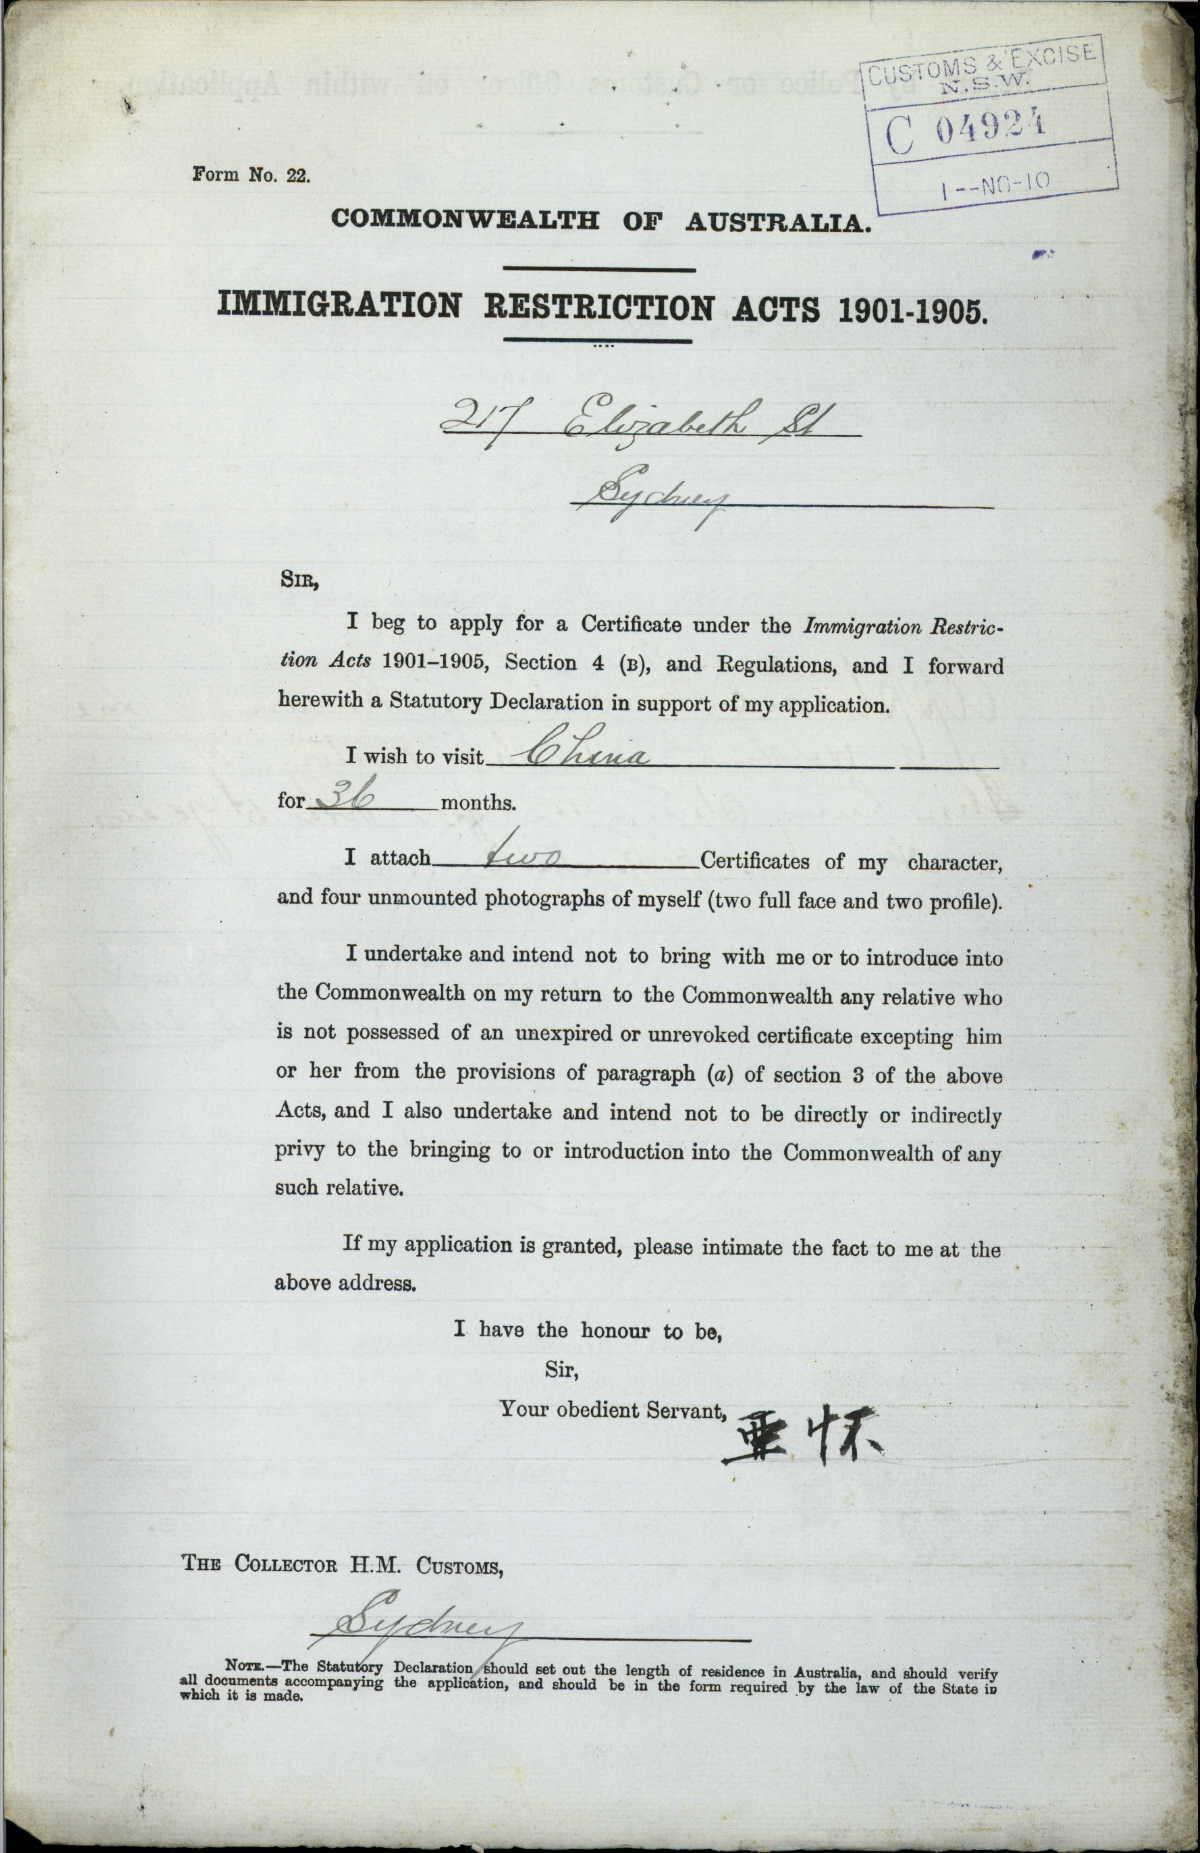 CUSTOMS & EXCISE
N.S.W.
C 04924
1--NO-10
Form No. 22.
COMMONWEALTH OF AUSTRALIA.
IMMIGRATION RESTRICTION ACTS 1901-1905.
217 Elizabeth St
Sydney
SIR,
I beg to apply for a Certificate under the Immigration Restric-
tion Acts 1901–1905, Section 4 (B), and Regulations, and I forward
herewith a Statutory Declaration in support of my application.
I wish to visit China
for 36 months.
I attach two Certificates of my character,
and four unmounted photographs of myself (two full face and two profile).
I undertake and intend not to bring with me or to introduce into
the Commonwealth on my return to the Commonwealth any relative who
is not possessed of an unexpired or unrevoked certificate excepting him
or her from the provisions of paragraph (a) of section 3 of the above
Acts, and I also undertake and intend not to be directly or indirectly
privy to the bringing to or introduction into the Commonwealth of any
such relative.
If my application is granted, please intimate the fact to me at the
above address.
I have the honour to be,
Sir,
Your obedient Servant, 亜怀
THE COLLECTOR H.M. CUSTOMS,
Sydney
NOTE.—The Statutory Declaration should set out the length of residence in Australia, and should verify
all documents accompanying the application, and should be in the form required by the law of the State in
which it is made.